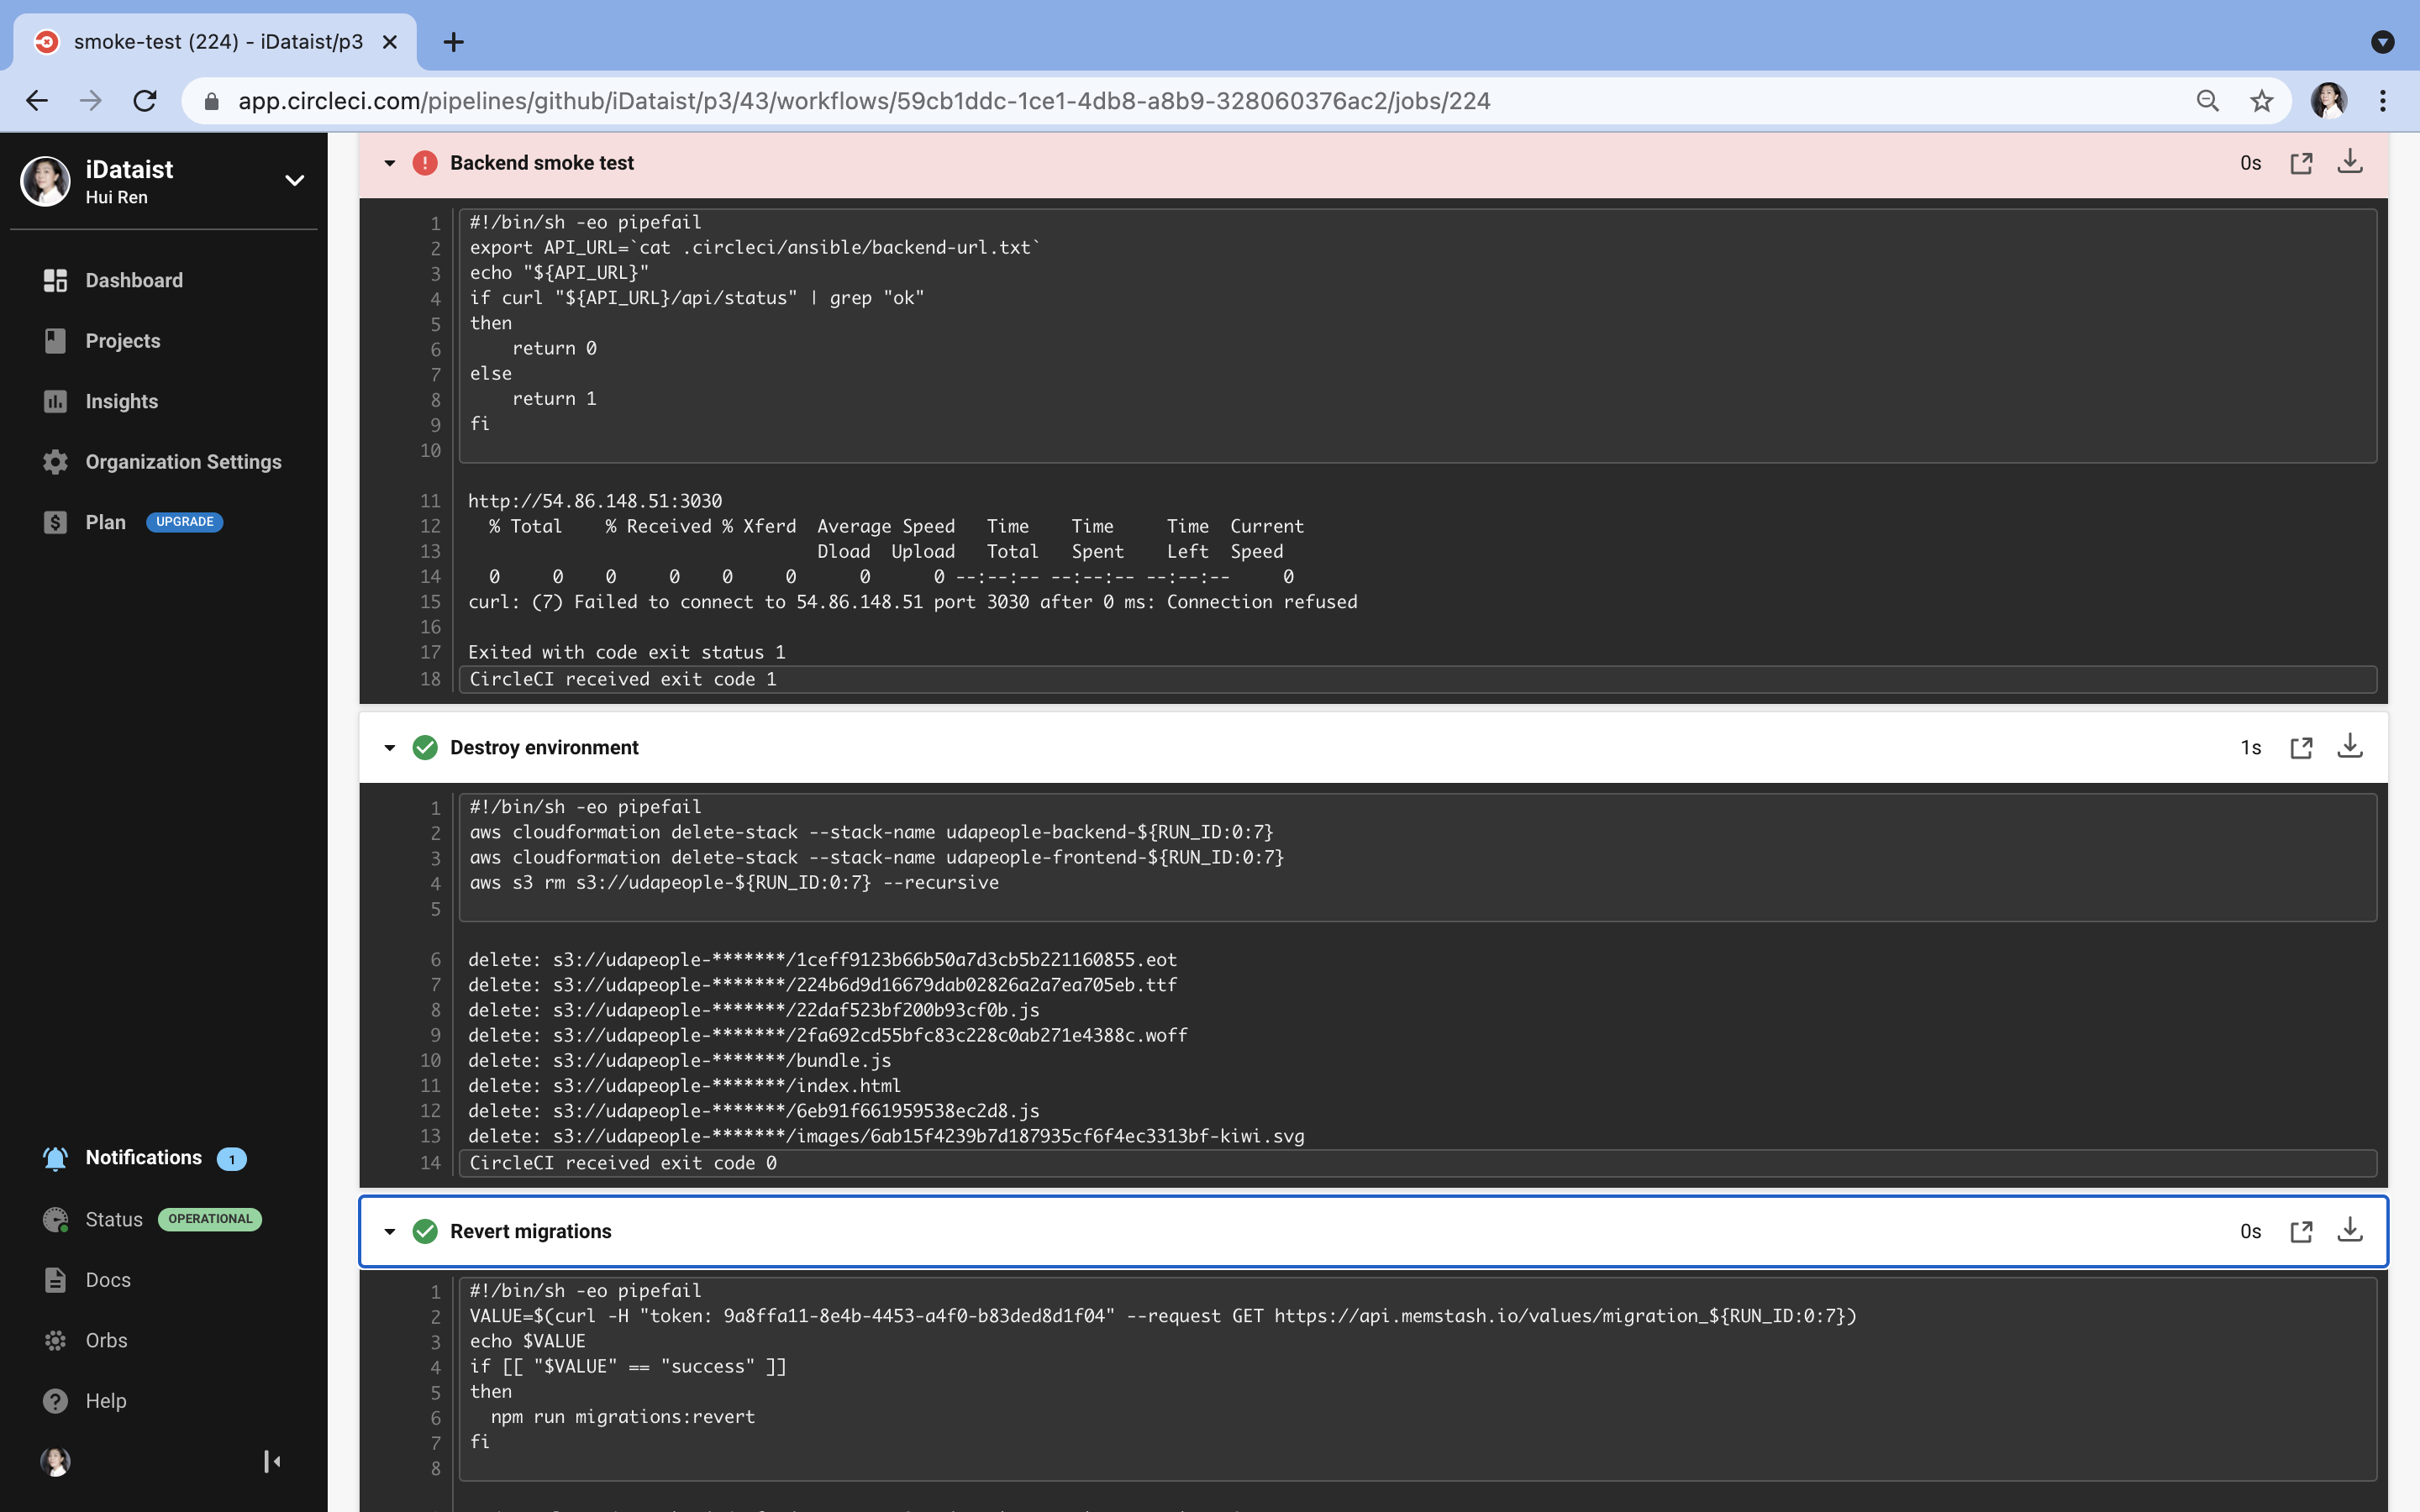 smoke-test (224) - iDataist/p3
app.circleci.com/pipelines/github/iDataist/p3/43/workflows/59cb1ddc-1ce1-4db8-a8b9-328060376ac2/jobs/224
iDataist
Hui Ren
Dashboard
Projects
Insights
Organization Settings
Plan UPGRADE
Notifications 1
Status OPERATIONAL
Docs
Orbs
Help
Backend smoke test 0s
1 #!/bin/sh -eo pipefail
2 export API_URL=`cat .circleci/ansible/backend-url.txt`
3 echo "${API_URL}"
4 if curl "${API_URL}/api/status" | grep "ok"
5 then
6 return 0
7 else
8 return 1
9 fi
10
11 http://54.86.148.51:3030
12 % Total % Received % Xferd Average Speed Time Time Time Current
13 Dload Upload Total Spent Left Speed
14 0 0 0 0 0 0 0 0 --:--:-- --:--:-- --:--:-- 0
15 curl: (7) Failed to connect to 54.86.148.51 port 3030 after 0 ms: Connection refused
16
17 Exited with code exit status 1
18 CircleCI received exit code 1
Destroy environment 1s
1 #!/bin/sh -eo pipefail
2 aws cloudformation delete-stack --stack-name udapeople-backend-${RUN_ID:0:7}
3 aws cloudformation delete-stack --stack-name udapeople-frontend-${RUN_ID:0:7}
4 aws s3 rm s3://udapeople-${RUN_ID:0:7} --recursive
5
6 delete: s3://udapeople-*******/1ceff9123b66b50a7d3cb5b221160855.eot
7 delete: s3://udapeople-*******/224b6d9d16679dab02826a2a7ea705eb.ttf
8 delete: s3://udapeople-*******/22daf523bf200b93cf0b.js
9 delete: s3://udapeople-*******/2fa692cd55bfc83c228c0ab271e4388c.woff
10 delete: s3://udapeople-*******/bundle.js
11 delete: s3://udapeople-*******/index.html
12 delete: s3://udapeople-*******/6eb91f661959538ec2d8.js
13 delete: s3://udapeople-*******/images/6ab15f4239b7d187935cf6f4ec3313bf-kiwi.svg
14 CircleCI received exit code 0
Revert migrations 0s
1 #!/bin/sh -eo pipefail
2 VALUE=$(curl -H "token: 9a8ffa11-8e4b-4453-a4f0-b83ded8d1f04" --request GET https://api.memstash.io/values/migration_${RUN_ID:0:7})
3 echo $VALUE
4 if [[ "$VALUE" == "success" ]]
5 then
6 npm run migrations:revert
7 fi
8